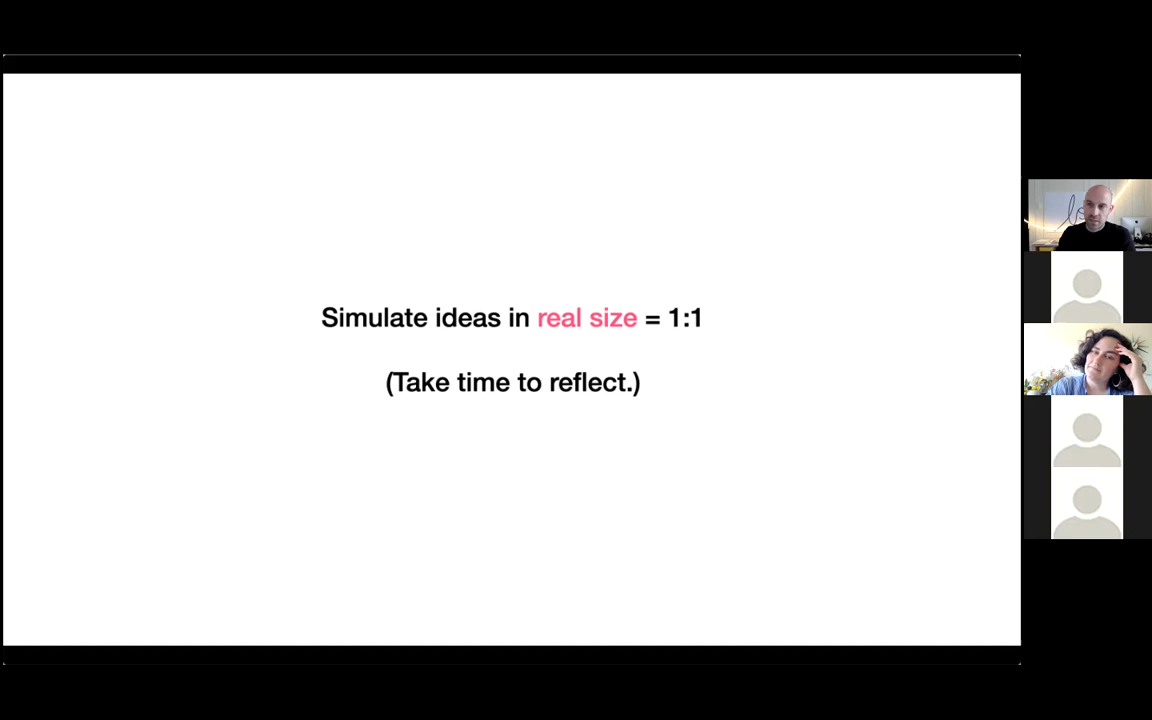 Simulate ideas in real size = 1:1
(Take time to reflect.)